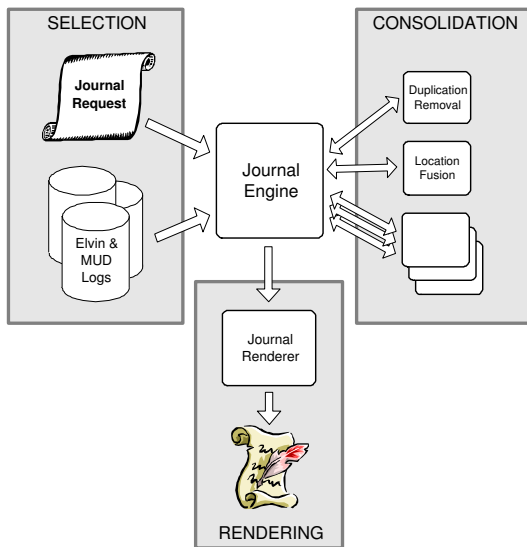 SELECTION
Journal
Request
Elvin &
MUD
Logs
Journal
Engine
CONSOLIDATION
Duplication
Removal
Location
Fusion
Journal
Renderer
RENDERING